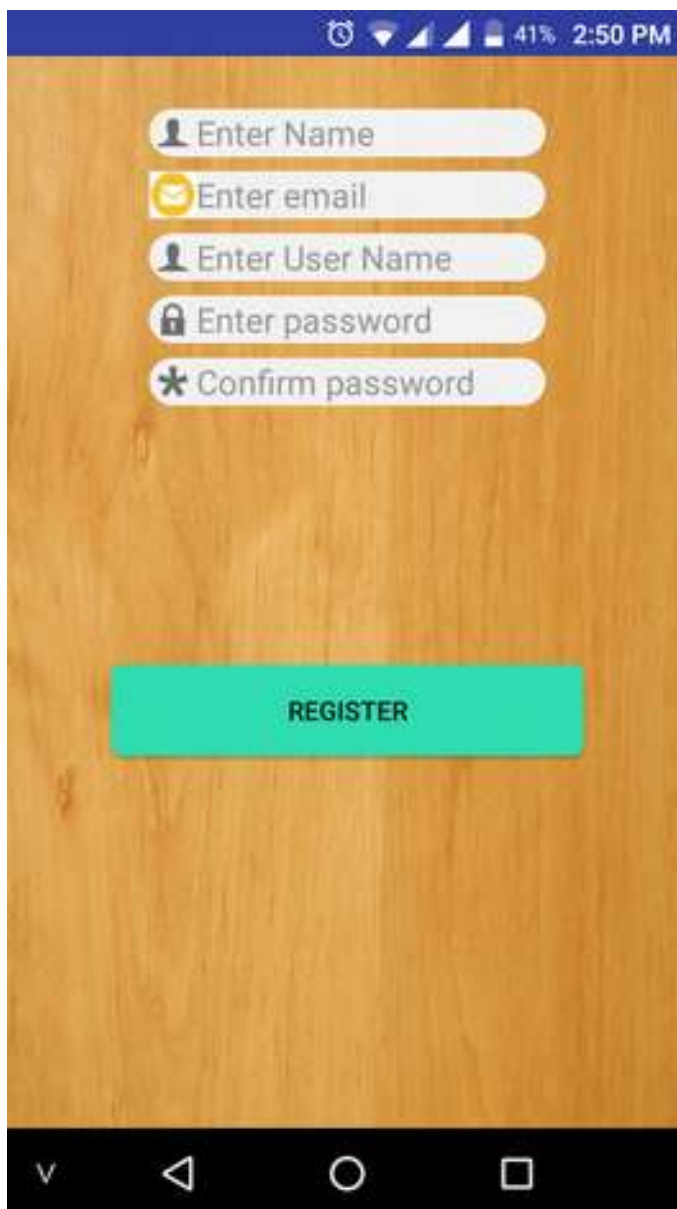 41% 2:50 PM
Enter Name
Enter email
Enter User Name
Enter password
Confirm password
REGISTER